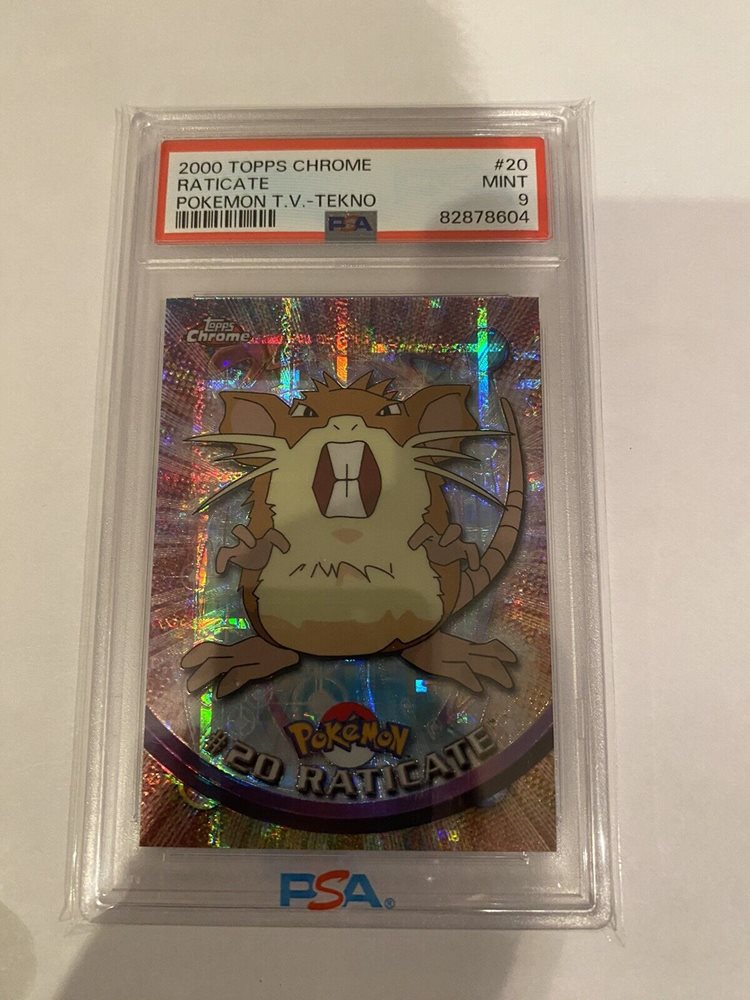 2000 TOPPS CHROME #20
RATICATE MINT
POKEMON T.V.-TEKNO 9
PSA 82878604
Topps
Chrome
POKéMON
#20 RATICATE
PSA®